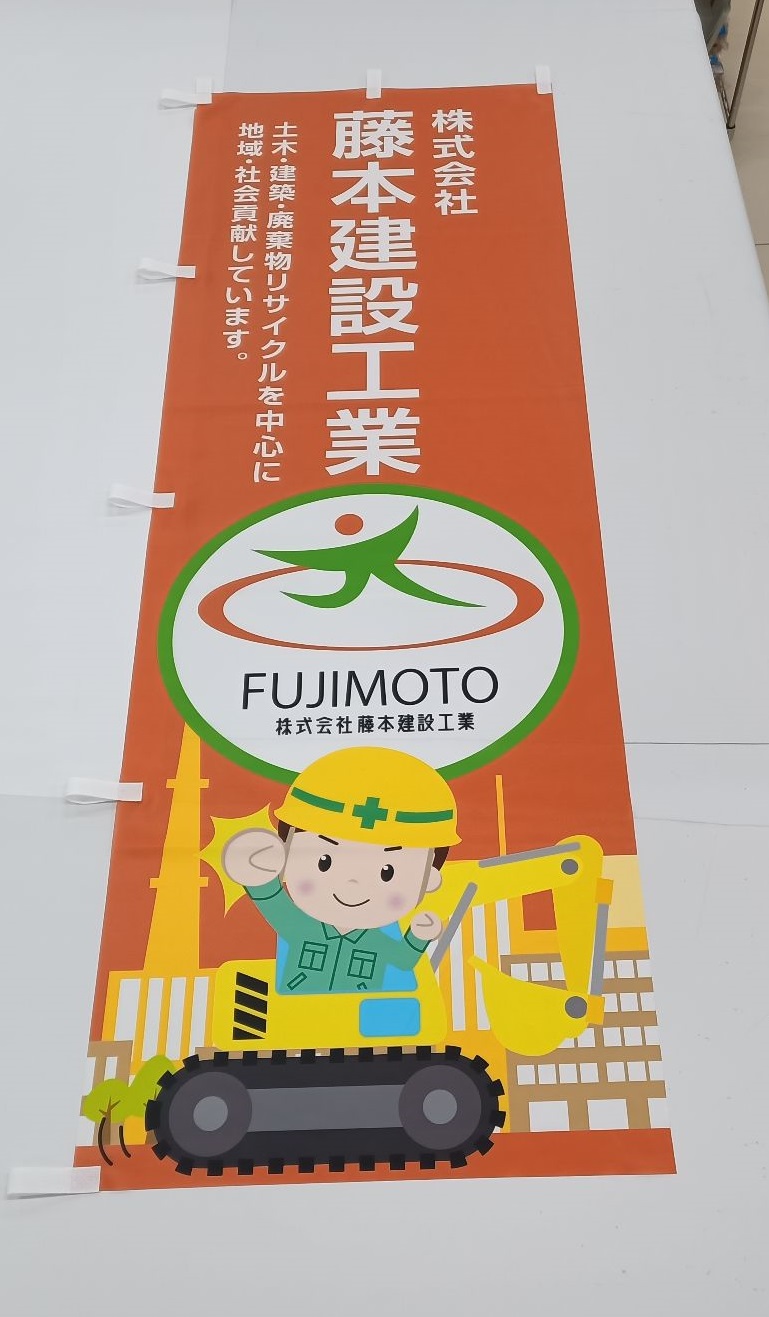 株式会社
藤本建設工業
土木・建築・廃棄物リサイクルを中心に
地域・社会貢献しています。
FUJIMOTO
株式会社藤本建設工業